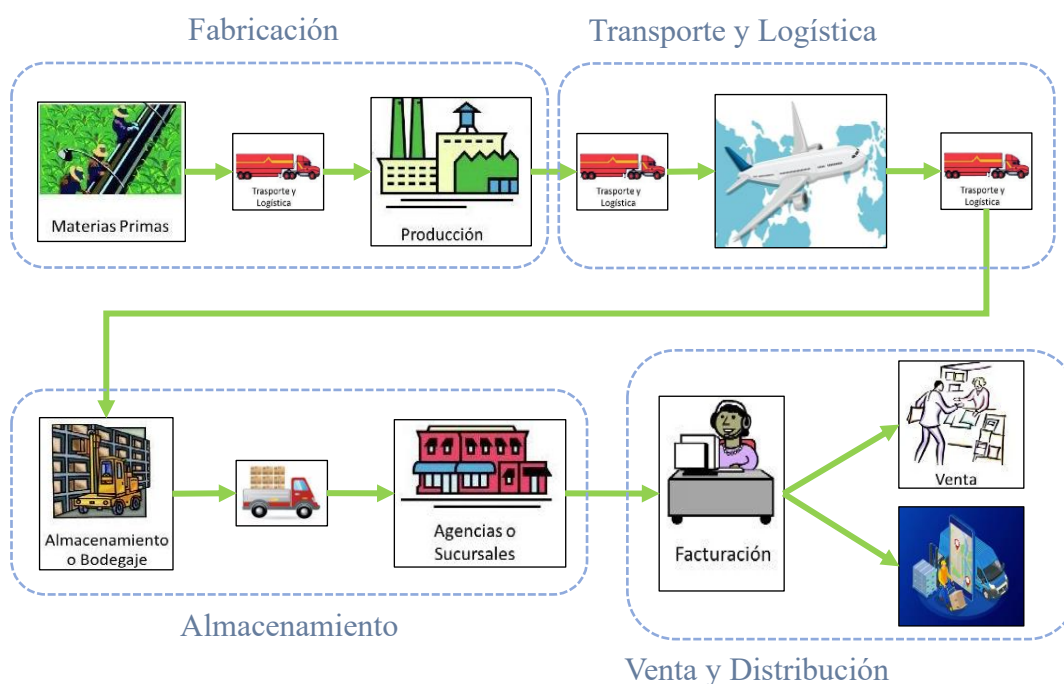 Fabricación
Transporte y Logística
Materias Primas
Trasporte y
Logística
Producción
Trasporte y
Logística
Trasporte y
Logística
Almacenamiento
o Bodegaje
Agencias o
Sucursales
Facturación
Venta
Almacenamiento
Venta y Distribución